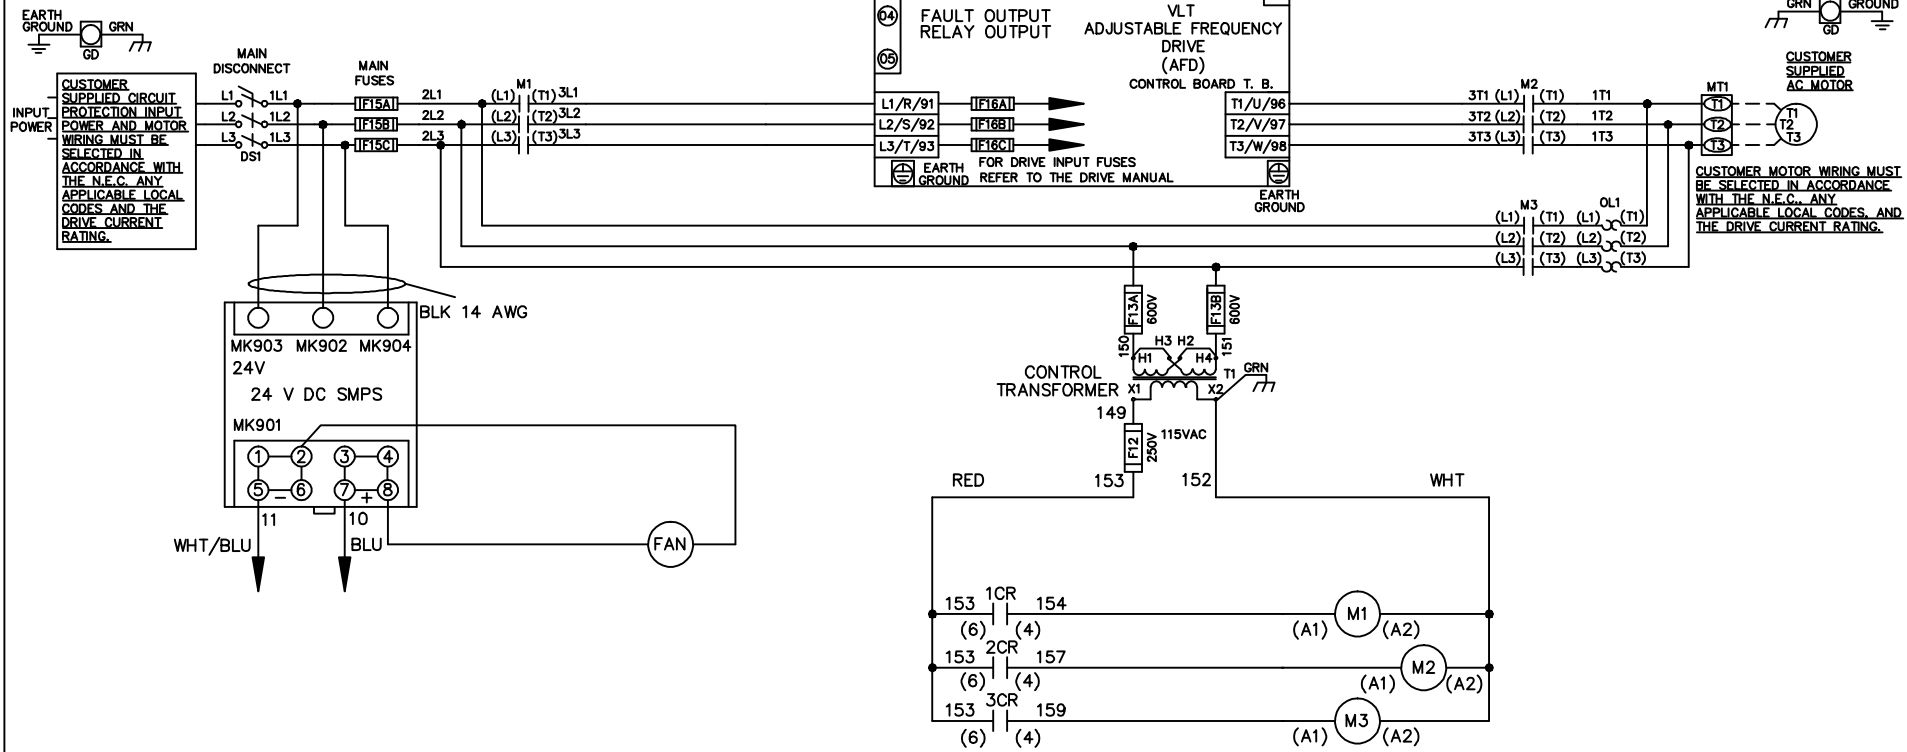 EARTH
GROUND
GRN
GD
04
FAULT OUTPUT
RELAY OUTPUT
05
VLT
ADJUSTABLE FREQUENCY
DRIVE
(AFD)
CONTROL BOARD T. B.
GRN
GROUND
GD
CUSTOMER
SUPPLIED
AC MOTOR
INPUT
POWER
CUSTOMER
SUPPLIED CIRCUIT
PROTECTION INPUT
POWER AND MOTOR
WIRING MUST BE
SELECTED IN
ACCORDANCE WITH
THE N.E.C. ANY
APPLICABLE LOCAL
CODES AND THE
DRIVE CURRENT
RATING.
MAIN
DISCONNECT
L1 1L1
L2 1L2
L3 1L3
DS1
MAIN
FUSES
F15A
F15B
F15C
2L1
2L2
2L3
M1
(L1) (T1) 3L1
(L2) (T2) 3L2
(L3) (T3) 3L3
L1/R/91
L2/S/92
L3/T/93
F16A
F16B
F16C
EARTH
GROUND
FOR DRIVE INPUT FUSES
REFER TO THE DRIVE MANUAL
T1/U/96
T2/V/97
T3/W/98
EARTH
GROUND
M2
3T1 (L1) (T1) 1T1
3T2 (L2) (T2) 1T2
3T3 (L3) (T3) 1T3
MT1
T1
T2
T3
T1
T2
T3
CUSTOMER MOTOR WIRING MUST
BE SELECTED IN ACCORDANCE
WITH THE N.E.C., ANY
APPLICABLE LOCAL CODES, AND
THE DRIVE CURRENT RATING.
M3
OL1
(L1) (T1) (L1) (T1)
(L2) (T2) (L2) (T2)
(L3) (T3) (L3) (T3)
BLK 14 AWG
MK903 MK902 MK904
24V
24 V DC SMPS
MK901
1 2 3 4
5 - 6 7 + 8
11
10
WHT/BLU
BLU
FAN
F13A
600V
F13B
600V
150
151
H3 H2
H1
H4
CONTROL
TRANSFORMER
T1
GRN
X1
X2
149
F12
250V
115VAC
153
152
RED
WHT
1CR
153 154
(6) (4)
M1
(A1) (A2)
2CR
153 157
(6) (4)
M2
(A1) (A2)
3CR
153 159
(6) (4)
M3
(A1) (A2)